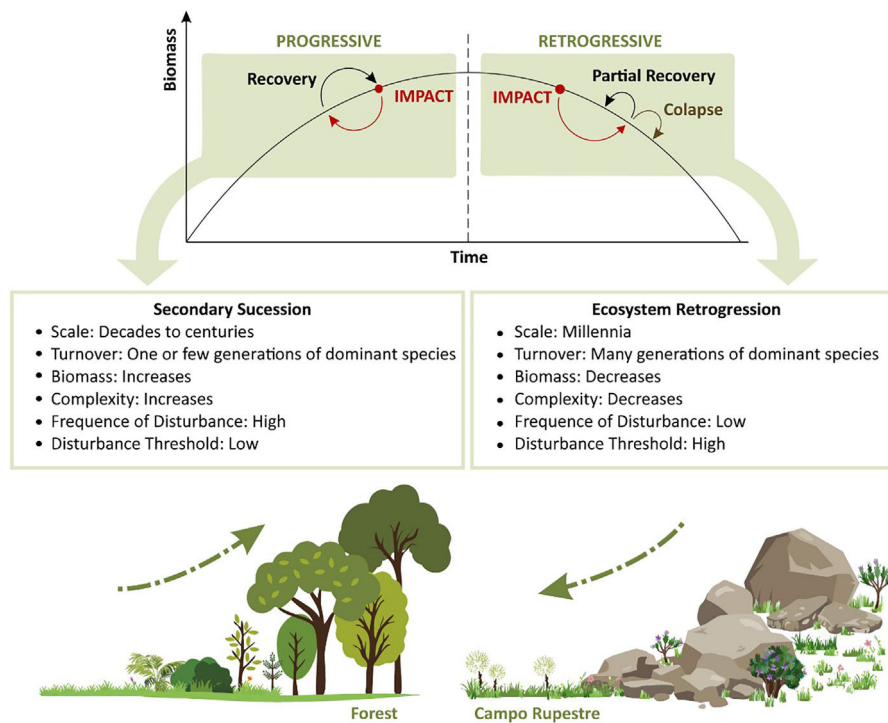 PROGRESSIVE
RETROGRESSIVE
Biomass
Recovery
IMPACT
IMPACT
Partial Recovery
Colapse
Time
Secondary Sucession
• Scale: Decades to centuries
• Turnover: One or few generations of dominant species
• Biomass: Increases
• Complexity: Increases
• Frequence of Disturbance: High
• Disturbance Threshold: Low
Ecosystem Retrogression
• Scale: Millennia
• Turnover: Many generations of dominant species
• Biomass: Decreases
• Complexity: Decreases
• Frequence of Disturbance: Low
• Disturbance Threshold: High
Forest
Campo Rupestre